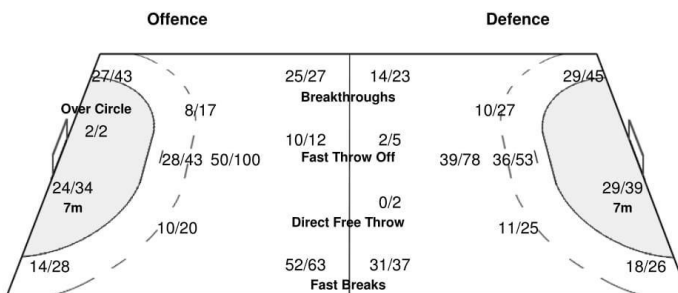 Offence Defence
27/43 25/27 14/23 29/45
Breakthroughs
Over Circle 8/17 10/27
2/2 10/12 2/5
28/43 50/100 Fast Throw Off 39/78 36/53
24/34 29/39
7m 0/2 7m
Direct Free Throw
10/20 11/25
14/28 52/63 31/37 18/26
Fast Breaks